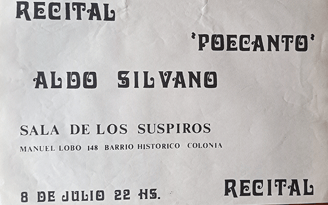 RECITAL
'POECANTO'
ALDO SILVANO
SALA DE LOS SUSPIROS
MANUEL LOBO 148 BARRIO HISTORICO COLONIA
8 DE JULIO 22 HS.
RECITAL